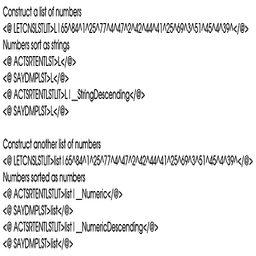 Construct a list of numbers
<@ LETCNSLSTLIT>L|65^84^1^25^77^4^47^2^42^44^41^25^69^3^51^45^4^39^</@>
Numbers sort as strings
<@ ACTSRTENTLST>L</@>
<@ SAYDMPLST>L</@>
<@ ACTSRTENTLSTLIT>L|__StringDescending</@>
<@ SAYDMPLST>L</@>

Construct another list of numbers
<@ LETCNSLSTLIT>list|65^84^1^25^77^4^47^2^42^44^41^25^69^3^51^45^4^39^</@>
Numbers sorted as numbers
<@ ACTSRTENTLSTLIT>list|__Numeric</@>
<@ SAYDMPLST>list</@>
<@ ACTSRTENTLSTLIT>list|__NumericDescending</@>
<@ SAYDMPLST>list</@>